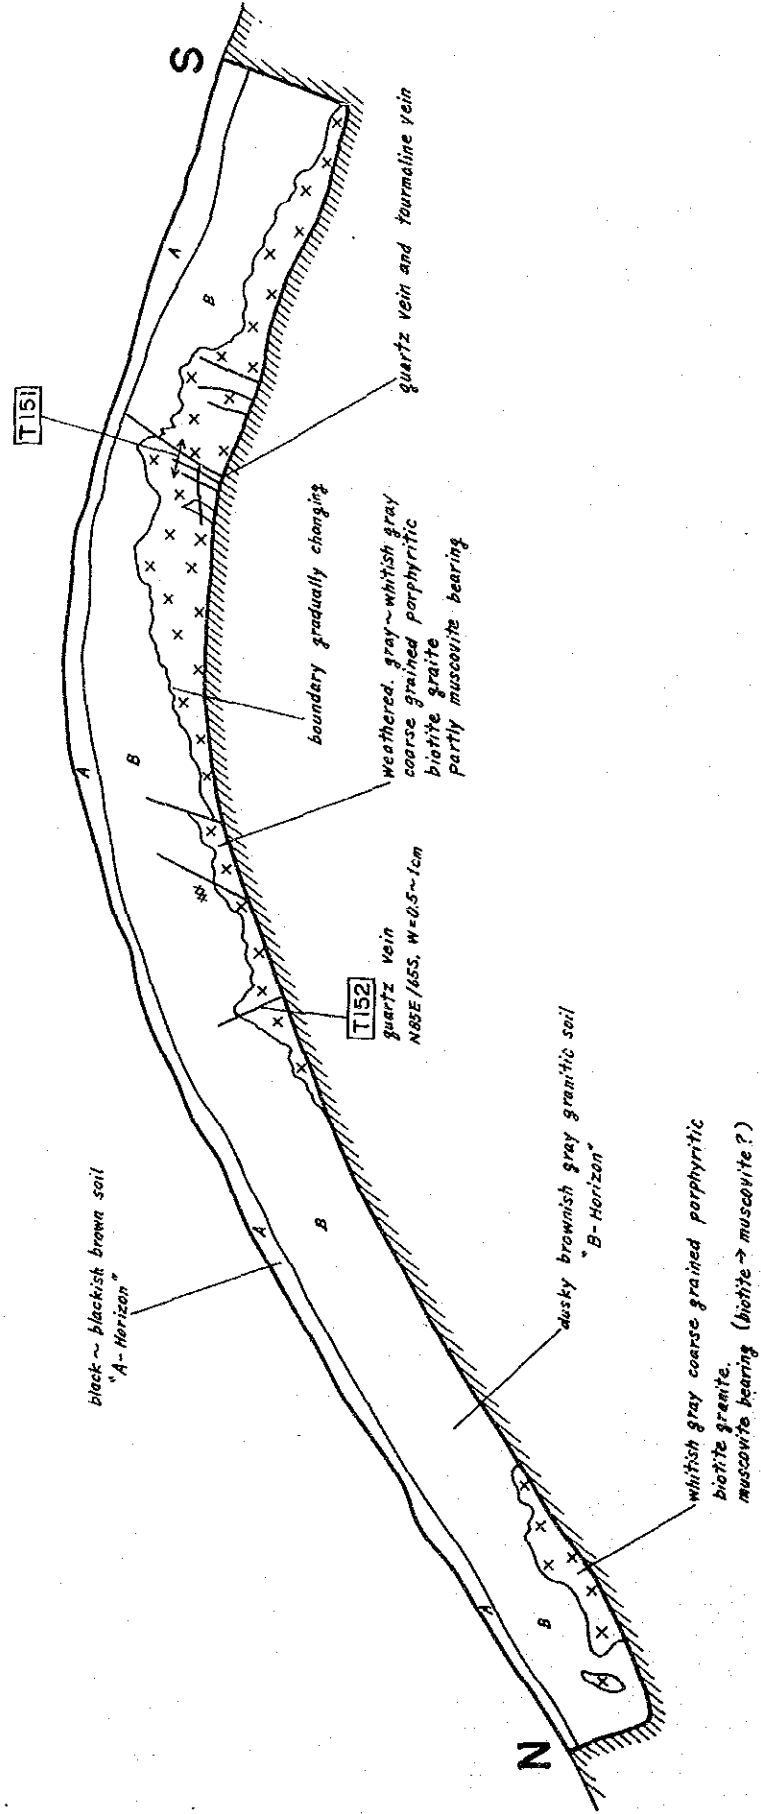 N
S
T151
T152
black ~ blackish brown soil
"A-Horizon"
A
A
A
A
B
B
B
B
quartz vein
N85E/65S, W=0.5~1cm
boundary gradually changing
quartz vein and tourmaline vein
weathered. gray~whitish gray
coarse grained porphyritic
biotite graite
partly muscovite bearing
dusky brownish gray granitic soil
"B-Horizon"
whitish gray coarse grained porphyritic
biotite granite.
muscovite bearing (biotite → muscovite?)